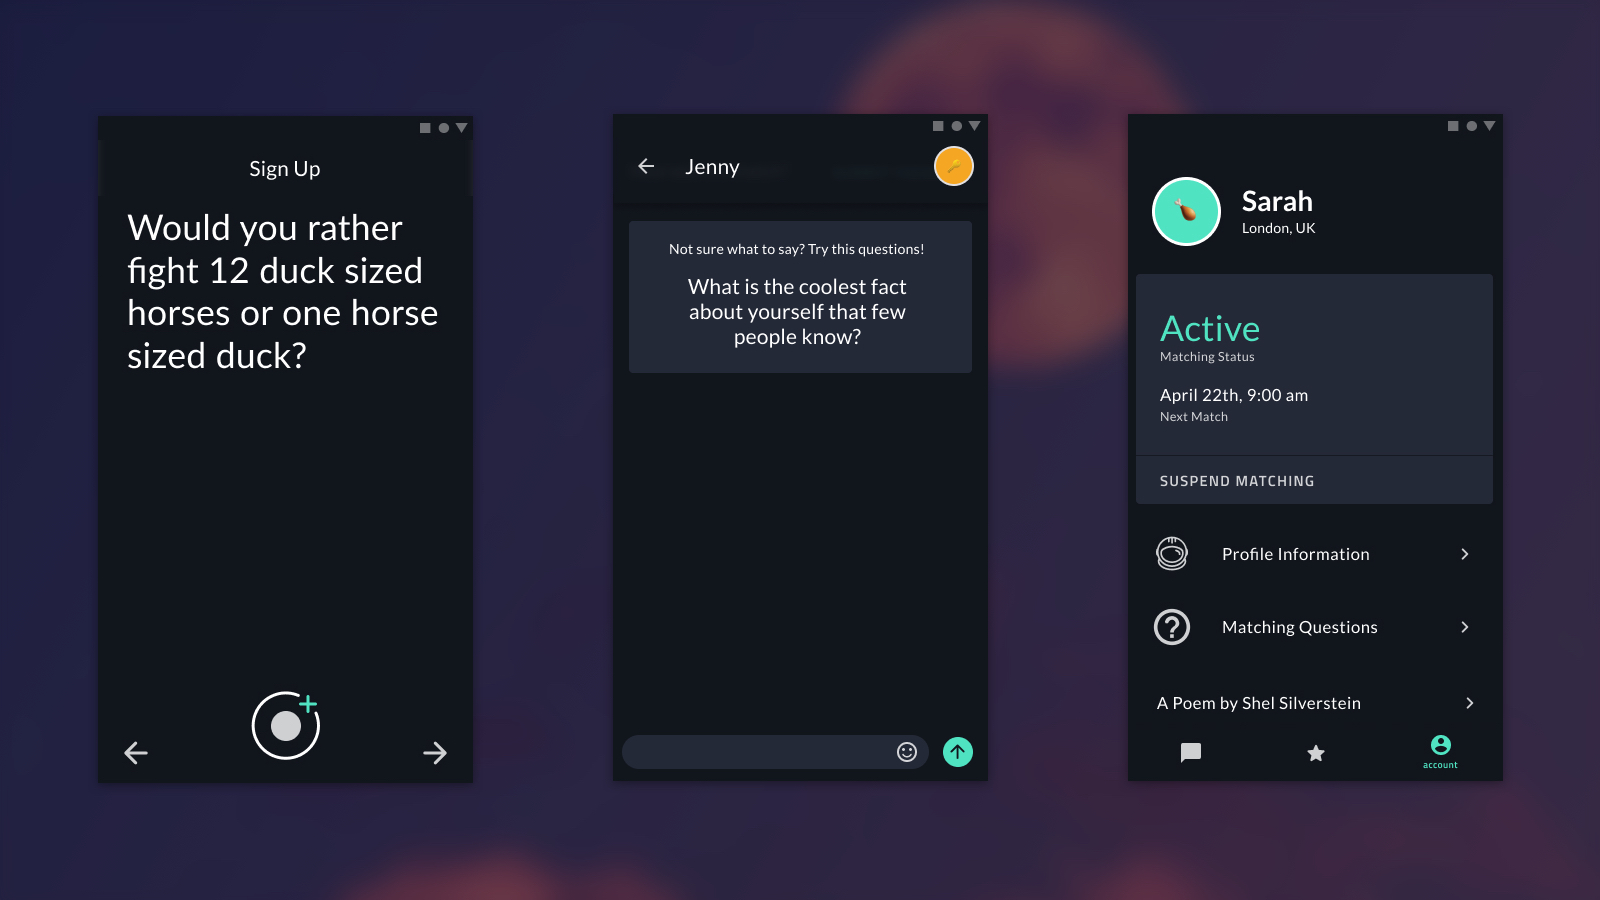 Sign Up
Would you rather
fight 12 duck sized
horses or one horse
sized duck?
Jenny
Not sure what to say? Try this questions!
What is the coolest fact
about yourself that few
people know?
Sarah
London, UK
Active
Matching Status
April 22th, 9:00 am
Next Match
SUSPEND MATCHING
Profile Information
Matching Questions
A Poem by Shel Silverstein
account